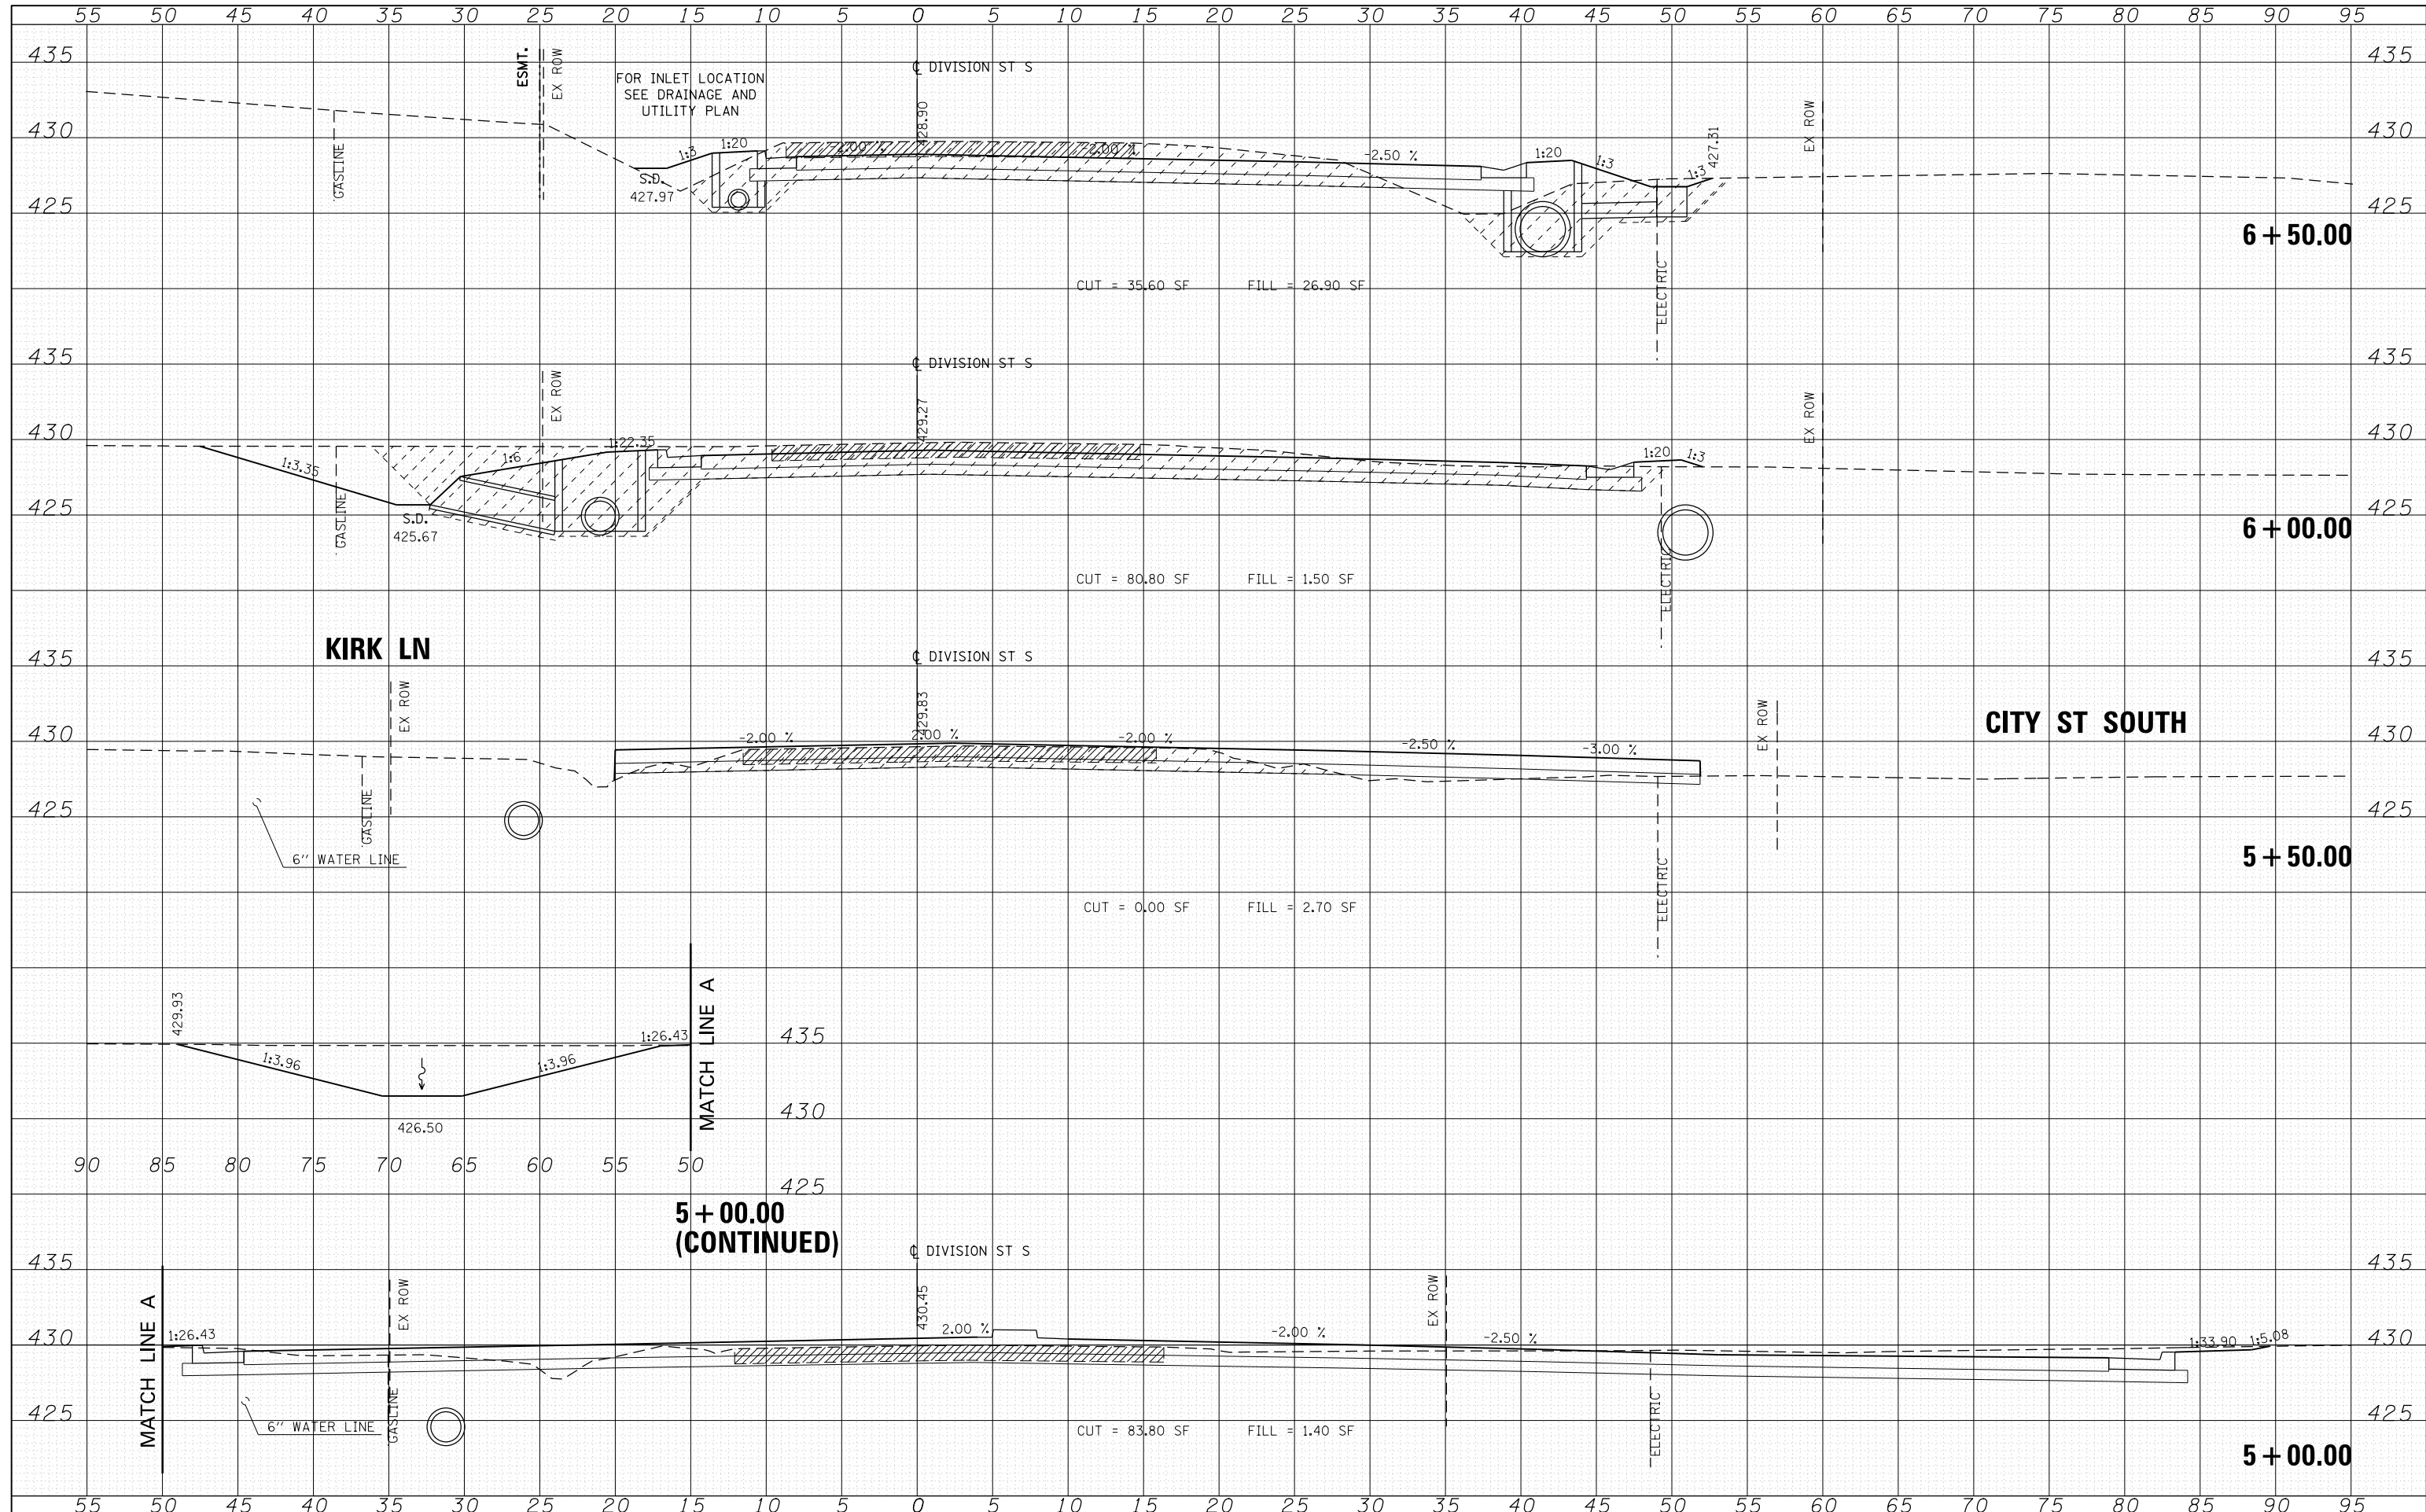 55 50 45 40 35 30 25 20 15 10 5 0 5 10 15 20 25 30 35 40 45 50 55 60 65 70 75 80 85 90 95
435 435
430 430
425 425
ESMT.
EX ROW
FOR INLET LOCATION
SEE DRAINAGE AND
UTILITY PLAN
℄ DIVISION ST S
428.90
GASLINE
1:3
1:20
S.D.
427.97
-2.00 %
2.00 %
-2.50 %
1:20
1:3
1:3
427.31
EX ROW
ELECTRIC
6+50.00
CUT = 35.60 SF FILL = 26.90 SF
435 435
430 430
425 425
℄ DIVISION ST S
429.27
EX ROW
1:3.35
GASLINE
1:6
1:22.35
S.D.
425.67
1:20
1:3
EX ROW
ELECTRIC
6+00.00
CUT = 80.80 SF FILL = 1.50 SF
KIRK LN
435 435
430 430
425 425
℄ DIVISION ST S
429.83
EX ROW
GASLINE
6" WATER LINE
-2.00 %
2.00 %
-2.00 %
-2.50 %
-3.00 %
EX ROW
CITY ST SOUTH
ELECTRIC
5+50.00
CUT = 0.00 SF FILL = 2.70 SF
429.93
1:3.96
1:3.96
1:26.43
426.50
MATCH LINE A
435
430
425
90 85 80 75 70 65 60 55 50
5+00.00
(CONTINUED)
435 435
430 430
425 425
℄ DIVISION ST S
430.45
MATCH LINE A
1:26.43
EX ROW
GASLINE
6" WATER LINE
2.00 %
-2.00 %
-2.50 %
EX ROW
ELECTRIC
1:33.90
1:5.08
CUT = 83.80 SF FILL = 1.40 SF
5+00.00
55 50 45 40 35 30 25 20 15 10 5 0 5 10 15 20 25 30 35 40 45 50 55 60 65 70 75 80 85 90 95